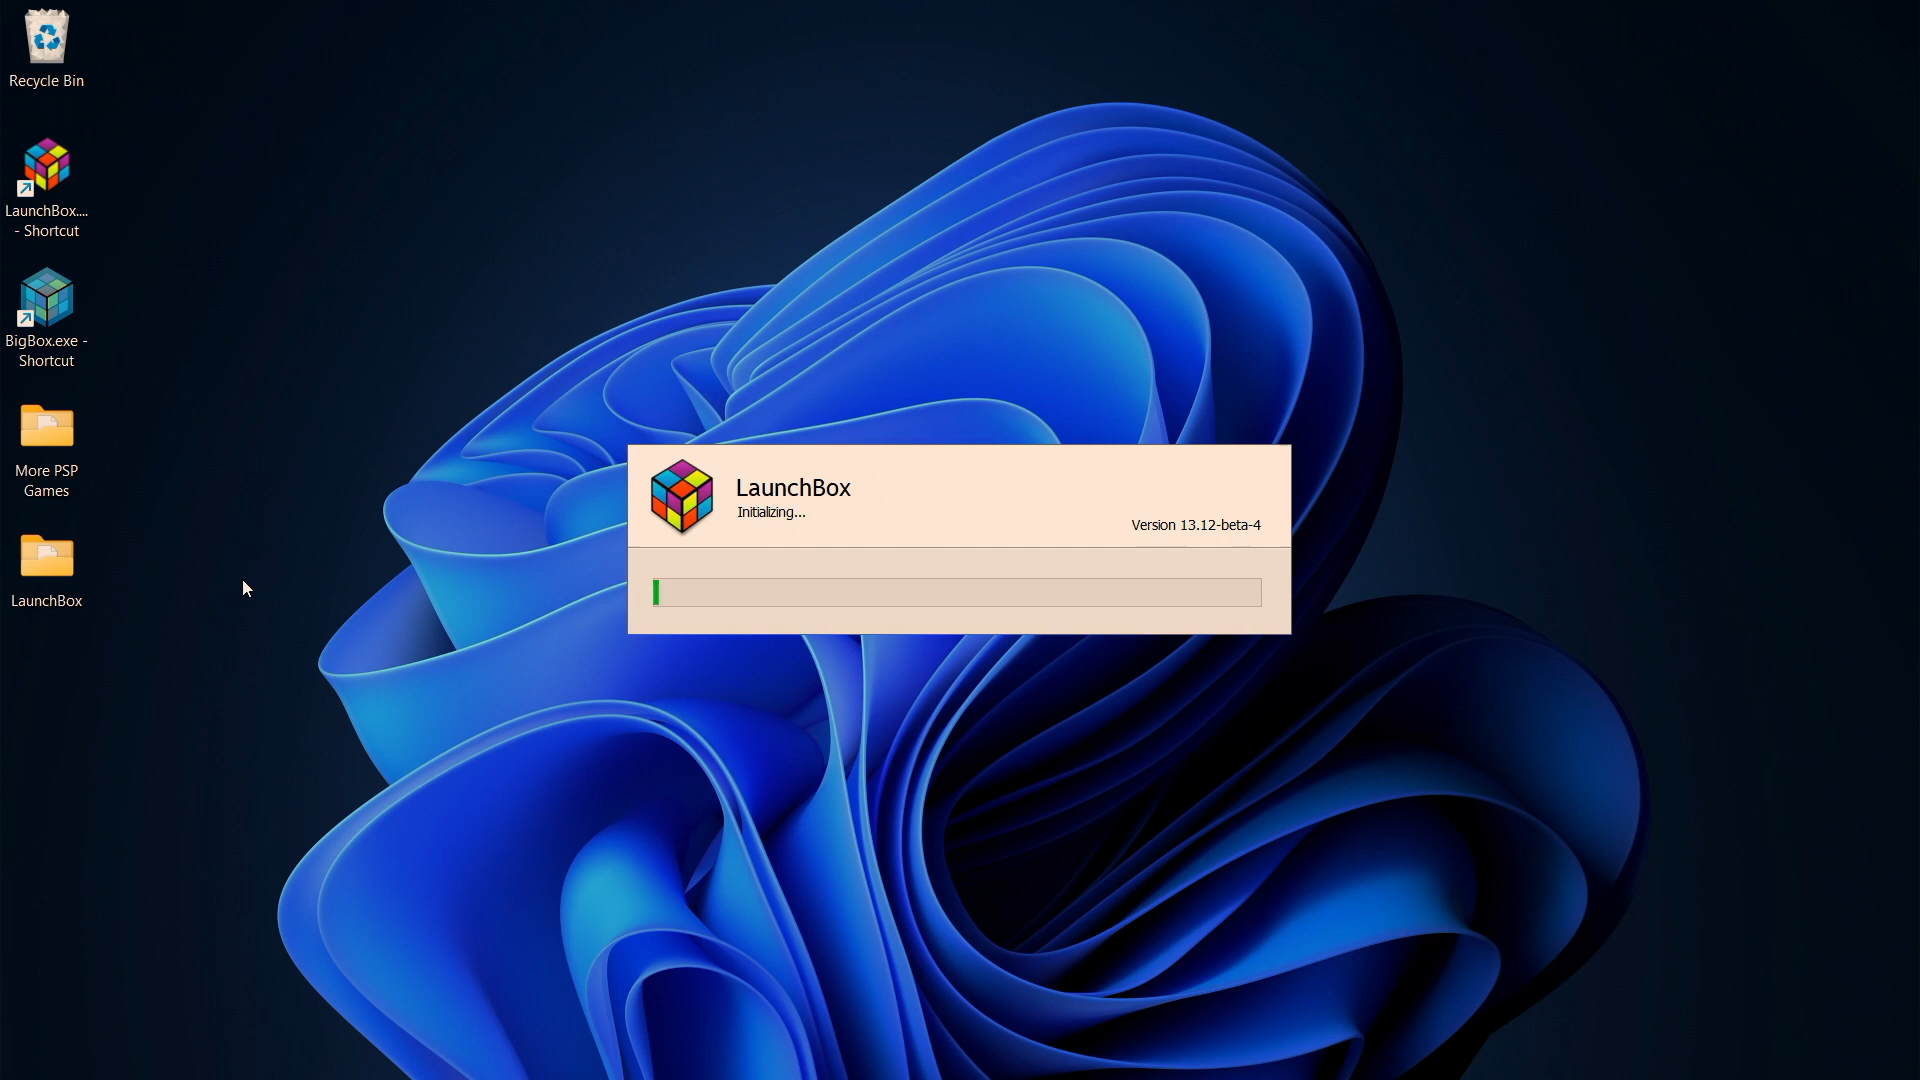 Recycle Bin
LaunchBox....
- Shortcut
BigBox.exe -
Shortcut
More PSP
Games
LaunchBox
LaunchBox
Initializing...
Version 13.12-beta-4